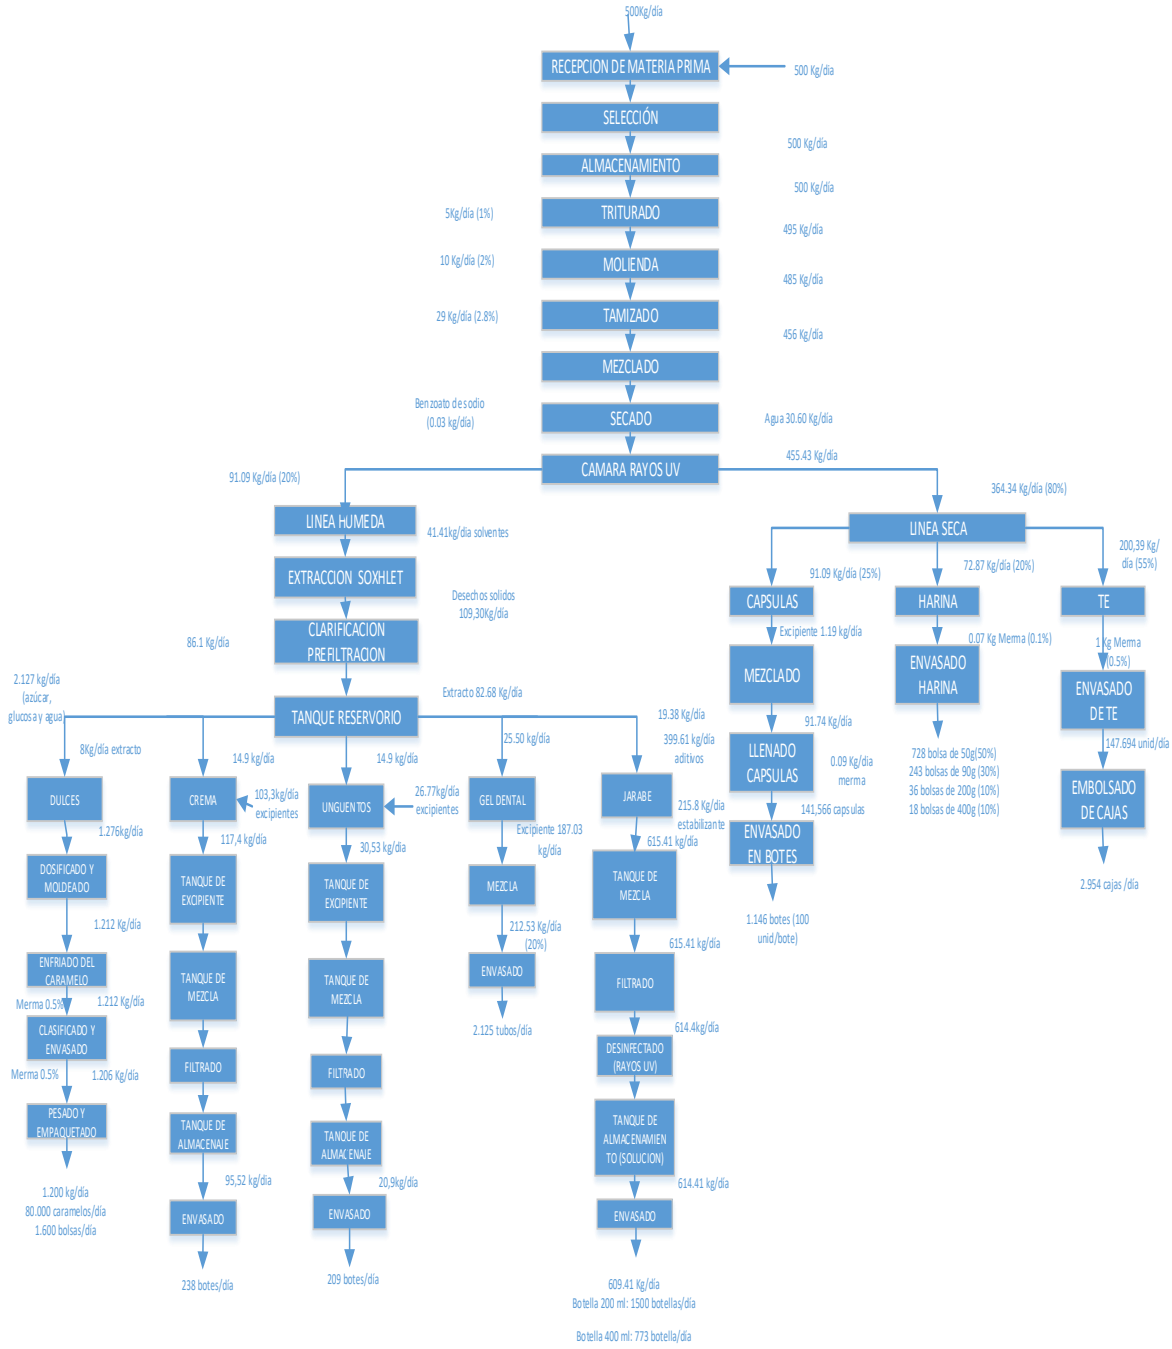 500Kg/día
RECEPCION DE MATERIA PRIMA
500 Kg/día
SELECCIÓN
500 Kg/día
ALMACENAMIENTO
500 Kg/día
5Kg/día (1%)
TRITURADO
495 Kg/día
10 Kg/día (2%)
MOLIENDA
485 Kg/día
29 Kg/día (2.8%)
TAMIZADO
456 Kg/día
MEZCLADO
Benzoato de sodio
(0.03 kg/día)
SECADO
Agua 30.60 Kg/día
CAMARA RAYOS UV
455.43 Kg/día
91.09 Kg/día (20%)
364.34 Kg/día (80%)
LINEA HUMEDA
41.41kg/dia solventes
EXTRACCION SOXHLET
Desechos solidos
109,30Kg/día
86.1 Kg/día
CLARIFICACION
PREFILTRACION
Extracto 82.68 Kg/día
TANQUE RESERVORIO
LINEA SECA
200,39 Kg/
día (55%)
91.09 Kg/día (25%)
72.87 Kg/día (20%)
CAPSULAS
HARINA
TE
Excipiente 1.19 kg/día
0.07 Kg Merma (0.1%)
1 Kg Merma
(0.5%)
MEZCLADO
ENVASADO
HARINA
ENVASADO
DE TE
91.74 Kg/día
147.694 unid/día
LLENADO
CAPSULAS
0.09 Kg/día
merma
728 bolsa de 50g(50%)
243 bolsas de 90g (30%)
36 bolsas de 200g (10%)
18 bolsas de 400g (10%)
EMBOLSADO
DE CAJAS
141,566 capsulas
ENVASADO
EN BOTES
2.954 cajas /día
1.146 botes (100
unid/bote)
2.127 kg/día
(azúcar,
glucosa y agua)
8Kg/día extracto
DULCES
1.276kg/día
DOSIFICADO Y
MOLDEADO
1.212 Kg/día
ENFRIADO DEL
CARAMELO
Merma 0.5%
1.212 Kg/día
CLASIFICADO Y
ENVASADO
Merma 0.5%
1.206 Kg/día
PESADO Y
EMPAQUETADO
1.200 kg/día
80.000 caramelos/día
1.600 bolsas/día
14.9 kg/día
CREMA
103,3kg/día
excipientes
117,4 kg/día
TANQUE DE
EXCIPIENTE
TANQUE DE
MEZCLA
FILTRADO
TANQUE DE
ALMACENAJE
95,52 kg/dia
ENVASADO
238 botes/día
14.9 kg/día
UNGUENTOS
26.77kg/día
excipientes
30,53 kg/día
TANQUE DE
EXCIPIENTE
TANQUE DE
MEZCLA
FILTRADO
TANQUE DE
ALMACENAJE
20,9kg/día
ENVASADO
209 botes/día
25.50 kg/día
GEL DENTAL
Excipiente 187.03
kg/día
MEZCLA
212.53 Kg/día
(20%)
ENVASADO
2.125 tubos/día
19.38 Kg/día
399.61 kg/día
aditivos
JARABE
215.8 Kg/día
estabilizante
615.41 kg/día
TANQUE DE
MEZCLA
615.41 kg/día
FILTRADO
614.4kg/día
DESINFECTADO
(RAYOS UV)
TANQUE DE
ALMACENAMIEN
TO (SOLUCION)
614.41 kg/día
ENVASADO
609.41 Kg/día
Botella 200 ml: 1500 botellas/día
Botella 400 ml: 773 botella/día